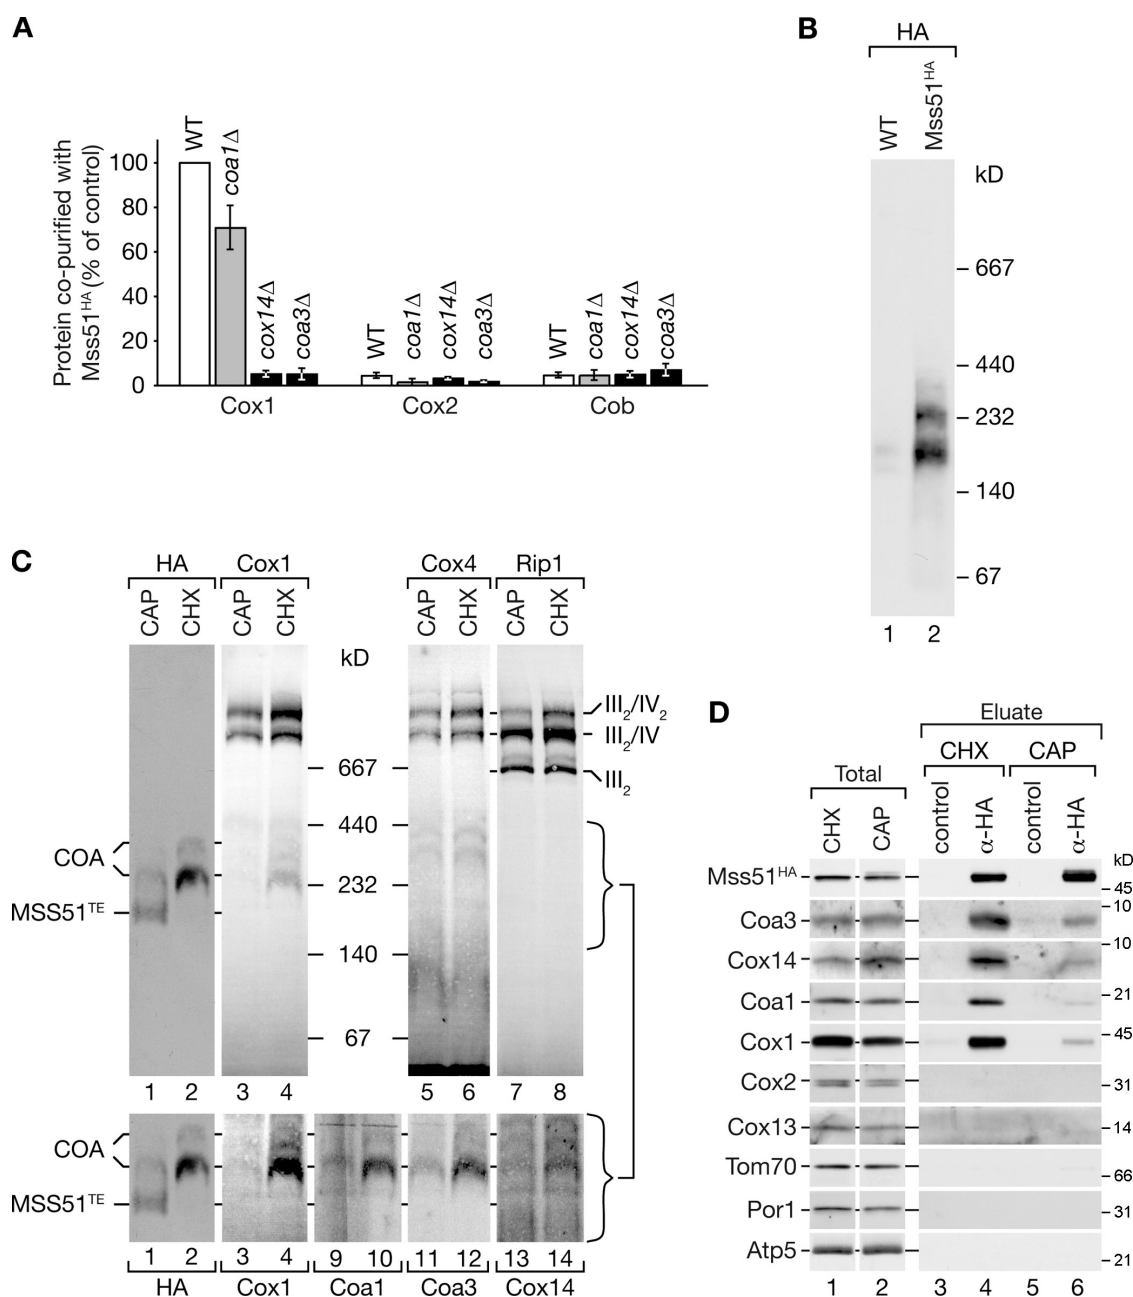 A
Protein co-purified with
Mss51HA (% of control)
100
80
60
40
20
0
WT
coa1Δ
cox14Δ
coa3Δ
WT
coa1Δ
cox14Δ
coa3Δ
WT
coa1Δ
cox14Δ
coa3Δ
Cox1
Cox2
Cob
B
HA
WT
Mss51HA
kD
667
440
232
140
67
1 2
C
HA Cox1 Cox4 Rip1
CAP CHX CAP CHX CAP CHX CAP CHX
kD
III2/IV2
III2/IV
667
III2
440
COA
232
MSS51TE
140
67
1 2 3 4 5 6 7 8
COA
MSS51TE
1 2 3 4 9 10 11 12 13 14
HA Cox1 Coa1 Coa3 Cox14
D
Eluate
Total CHX CAP
CHX CAP control α-HA control α-HA
kD
Mss51HA
45
10
Coa3
10
Cox14
21
Coa1
45
Cox1
Cox2
31
Cox13
14
Tom70
66
Por1
31
Atp5
21
1 2 3 4 5 6